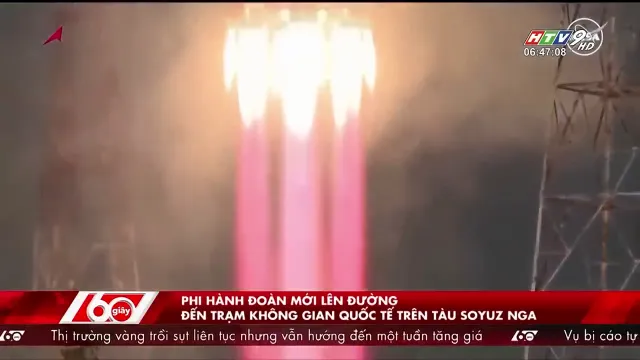 HTV9
HD
06:47:08
60 giây
PHI HÀNH ĐOÀN MỚI LÊN ĐƯỜNG
ĐẾN TRẠM KHÔNG GIAN QUỐC TẾ TRÊN TÀU SOYUZ NGA
60 Thị trường vàng trồi sụt liên tục nhưng vẫn hướng đến một tuần tăng giá 60 Vụ bị cáo